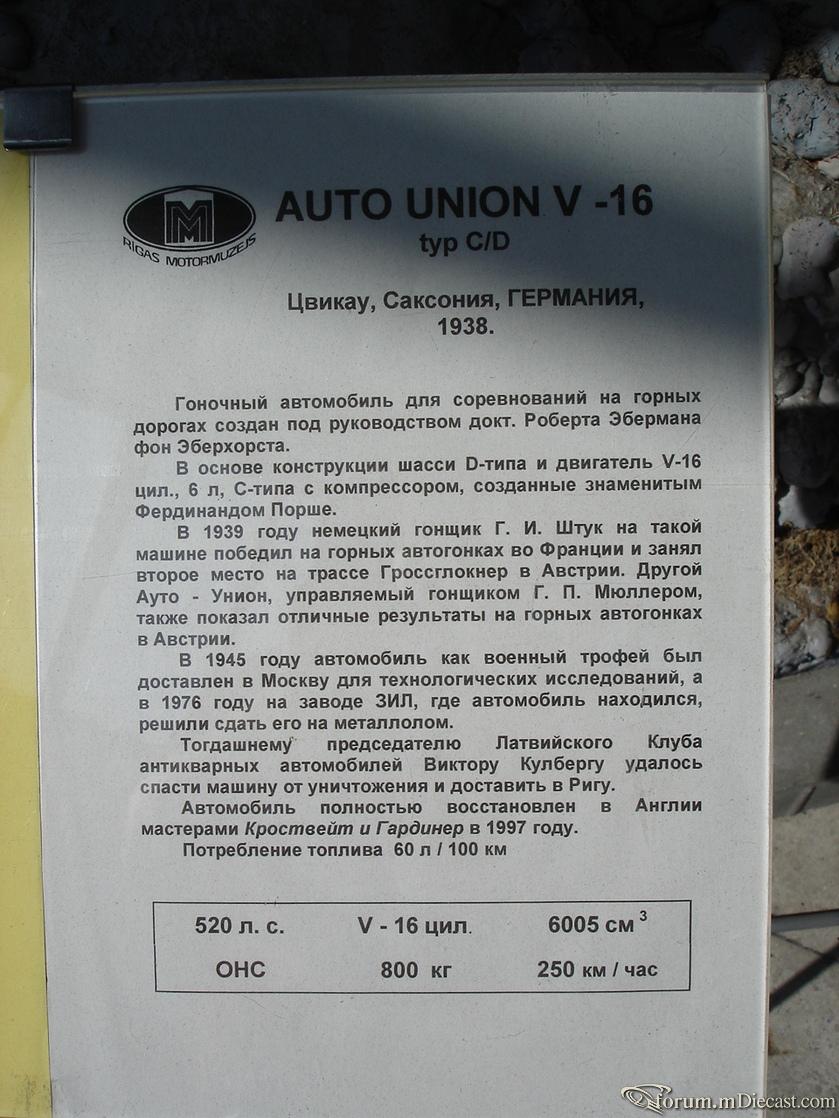 M
RĪGAS MOTORMUZEJS
AUTO UNION V -16
typ C/D
Цвикау, Саксония, ГЕРМАНИЯ,
1938.
Гоночный автомобиль для соревнований на горных
дорогах создан под руководством докт. Роберта Эбермана
фон Эберхорста.
В основе конструкции шасси D-типа и двигатель V-16
цил., 6 л, С-типа с компрессором, созданные знаменитым
Фердинандом Порше.
В 1939 году немецкий гонщик Г. И. Штук на такой
машине победил на горных автогонках во Франции и занял
второе место на трассе Гроссглокнер в Австрии. Другой
Ауто - Унион, управляемый гонщиком Г. П. Мюллером,
также показал отличные результаты на горных автогонках
в Австрии.
В 1945 году автомобиль как военный трофей был
доставлен в Москву для технологических исследований, а
в 1976 году на заводе ЗИЛ, где автомобиль находился,
решили сдать его на металлолом.
Тогдашнему председателю Латвийского Клуба
антикварных автомобилей Виктору Кулбергу удалось
спасти машину от уничтожения и доставить в Ригу.
Автомобиль полностью восстановлен в Англии
мастерами Кроствейт и Гардинер в 1997 году.
Потребление топлива 60 л / 100 км
520 л. с. V - 16 цил. 6005 см ³
ОНС 800 кг 250 км / час
forum.mDiecast.com